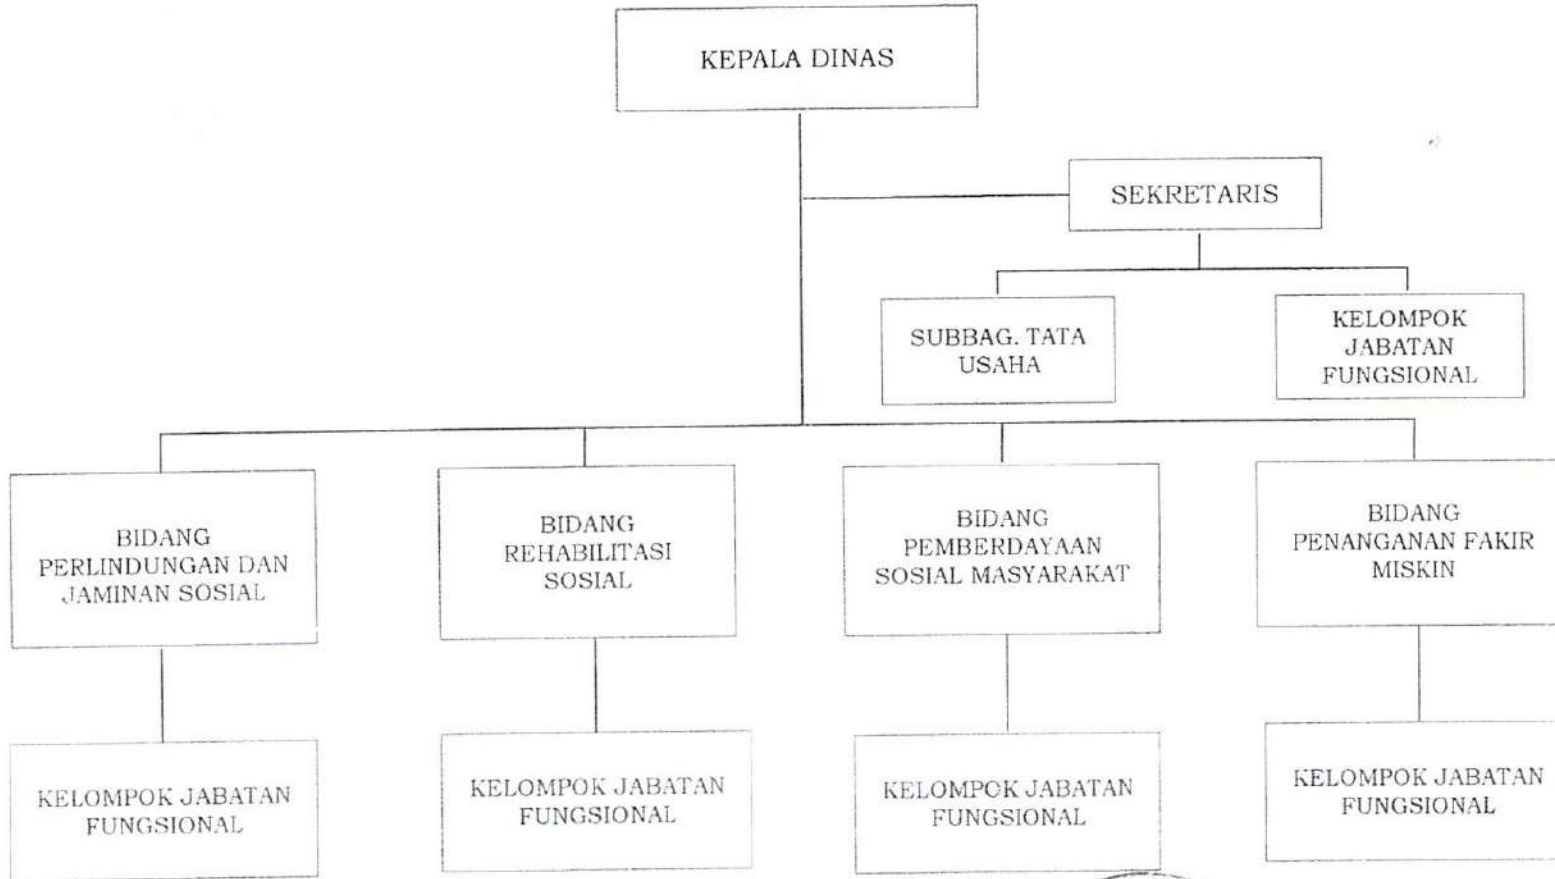 KEPALA DINAS
SEKRETARIS
SUBBAG. TATA
USAHA
KELOMPOK
JABATAN
FUNGSIONAL
BIDANG
PERLINDUNGAN DAN
JAMINAN SOSIAL
BIDANG
REHABILITASI
SOSIAL
BIDANG
PEMBERDAYAAN
SOSIAL MASYARAKAT
BIDANG
PENANGANAN FAKIR
MISKIN
KELOMPOK JABATAN
FUNGSIONAL
KELOMPOK JABATAN
FUNGSIONAL
KELOMPOK JABATAN
FUNGSIONAL
KELOMPOK JABATAN
FUNGSIONAL